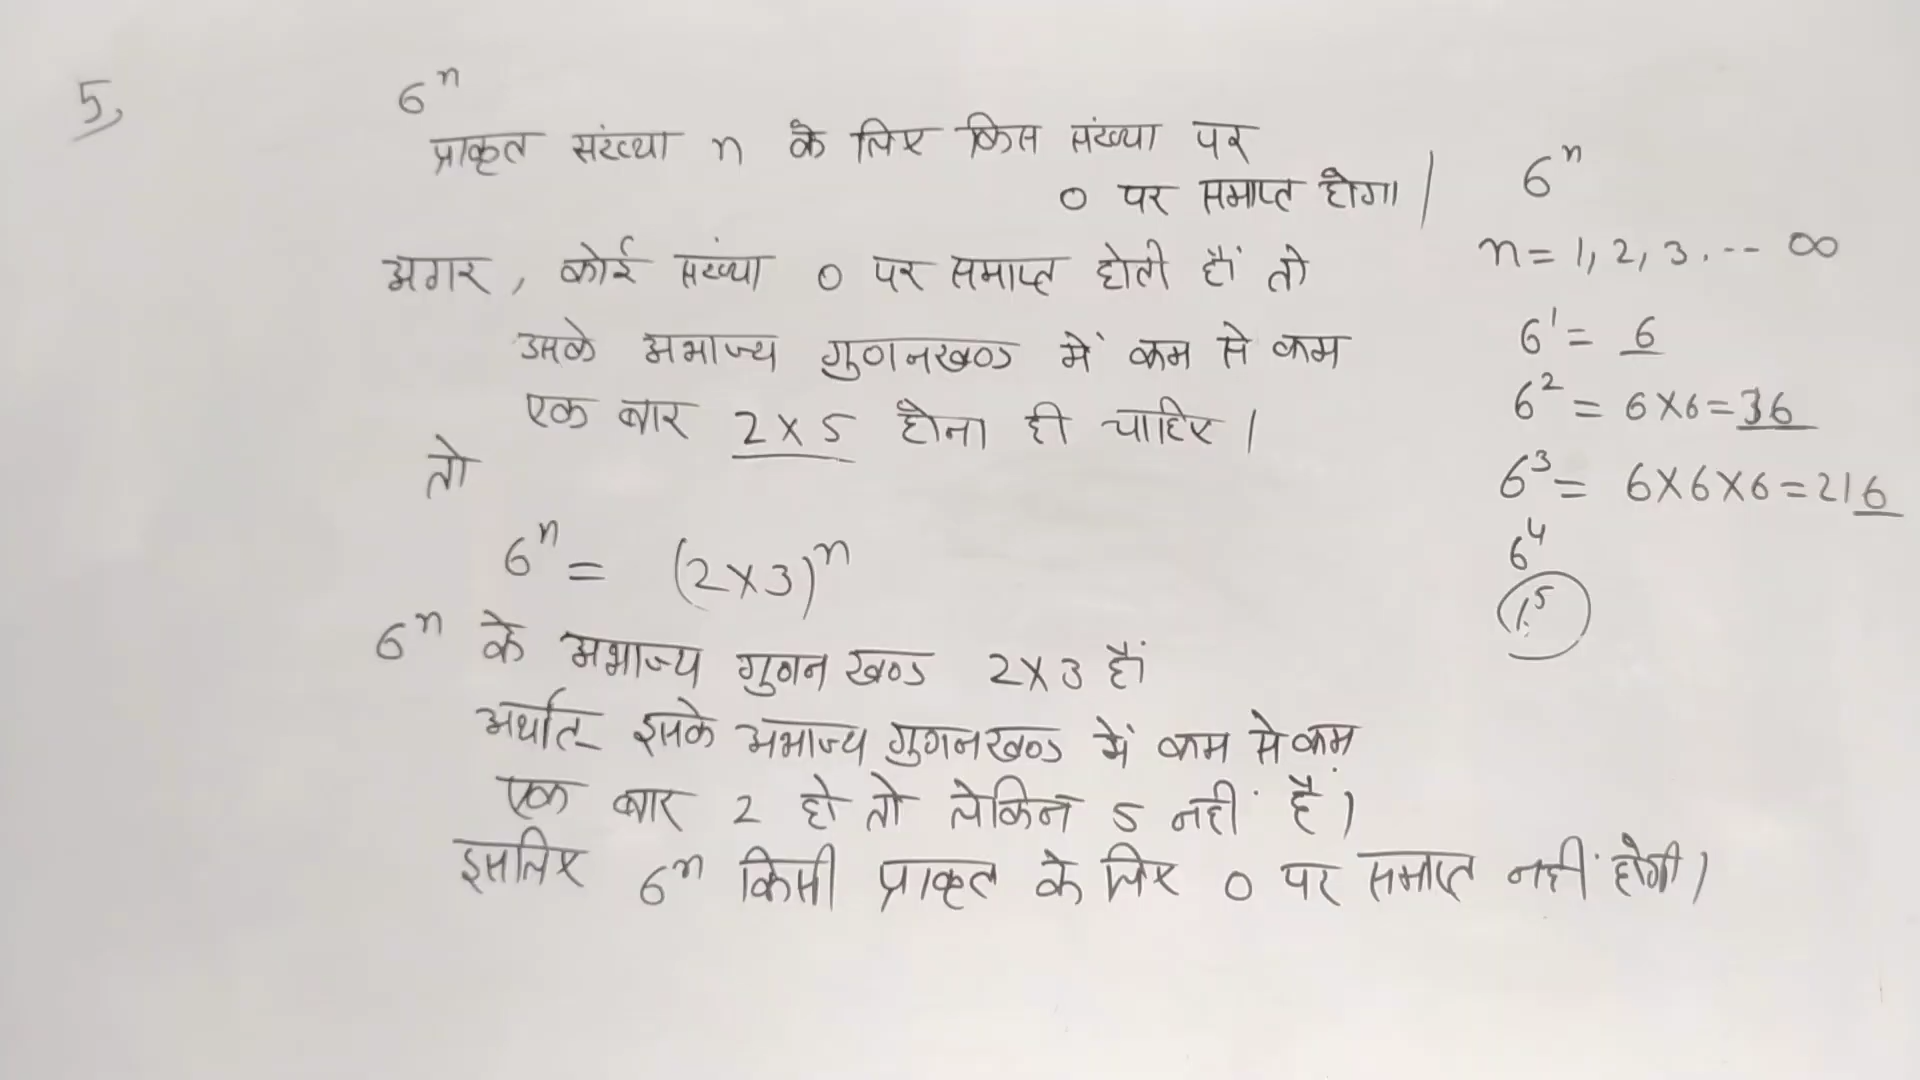 5,
6ⁿ
प्राकृत संख्या n के लिए किस संख्या पर
0 पर समाप्त होगा।
अगर, कोई संख्या 0 पर समाप्त होती हैं तो
उसके अभाज्य गुणनखण्ड में कम से कम
एक बार 2 × 5 होना ही चाहिए।
तो
6ⁿ = (2×3)ⁿ
6ⁿ के अभाज्य गुणन खण्ड 2×3 हैं
अर्थात् इसके अभाज्य गुणनखण्ड में कम से कम
एक बार 2 हो तो लेकिन 5 नहीं है।
इसलिए 6ⁿ किसी प्राकृत के लिए 0 पर समाप्त नहीं होगी।
6ⁿ
n = 1, 2, 3, -- ∞
6¹ = 6
6² = 6×6 = 36
6³ = 6×6×6 = 216
6⁴